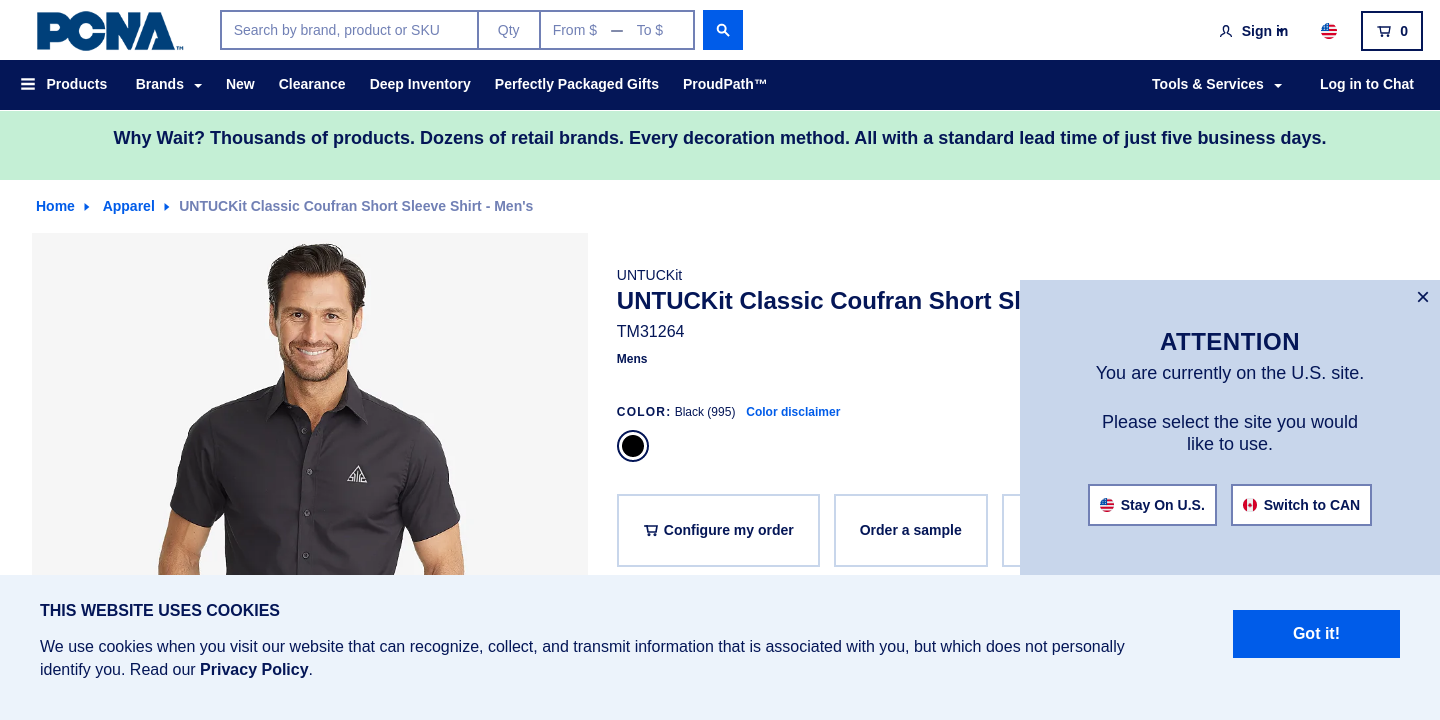 PCNA™
Search by brand, product or SKU
Qty
From $ — To $
Sign in
0
Products
Brands
New
Clearance
Deep Inventory
Perfectly Packaged Gifts
ProudPath™
Tools & Services
Log in to Chat
Why Wait? Thousands of products. Dozens of retail brands. Every decoration method. All with a standard lead time of just five business days.
Home
Apparel
UNTUCKit Classic Coufran Short Sleeve Shirt - Men's
UNTUCKit
UNTUCKit Classic Coufran Short Sl
TM31264
Mens
COLOR: Black (995) Color disclaimer
Configure my order
Order a sample
×
ATTENTION
You are currently on the U.S. site.
Please select the site you would
like to use.
Stay On U.S.
Switch to CAN
THIS WEBSITE USES COOKIES
We use cookies when you visit our website that can recognize, collect, and transmit information that is associated with you, but which does not personally
identify you. Read our Privacy Policy.
Got it!